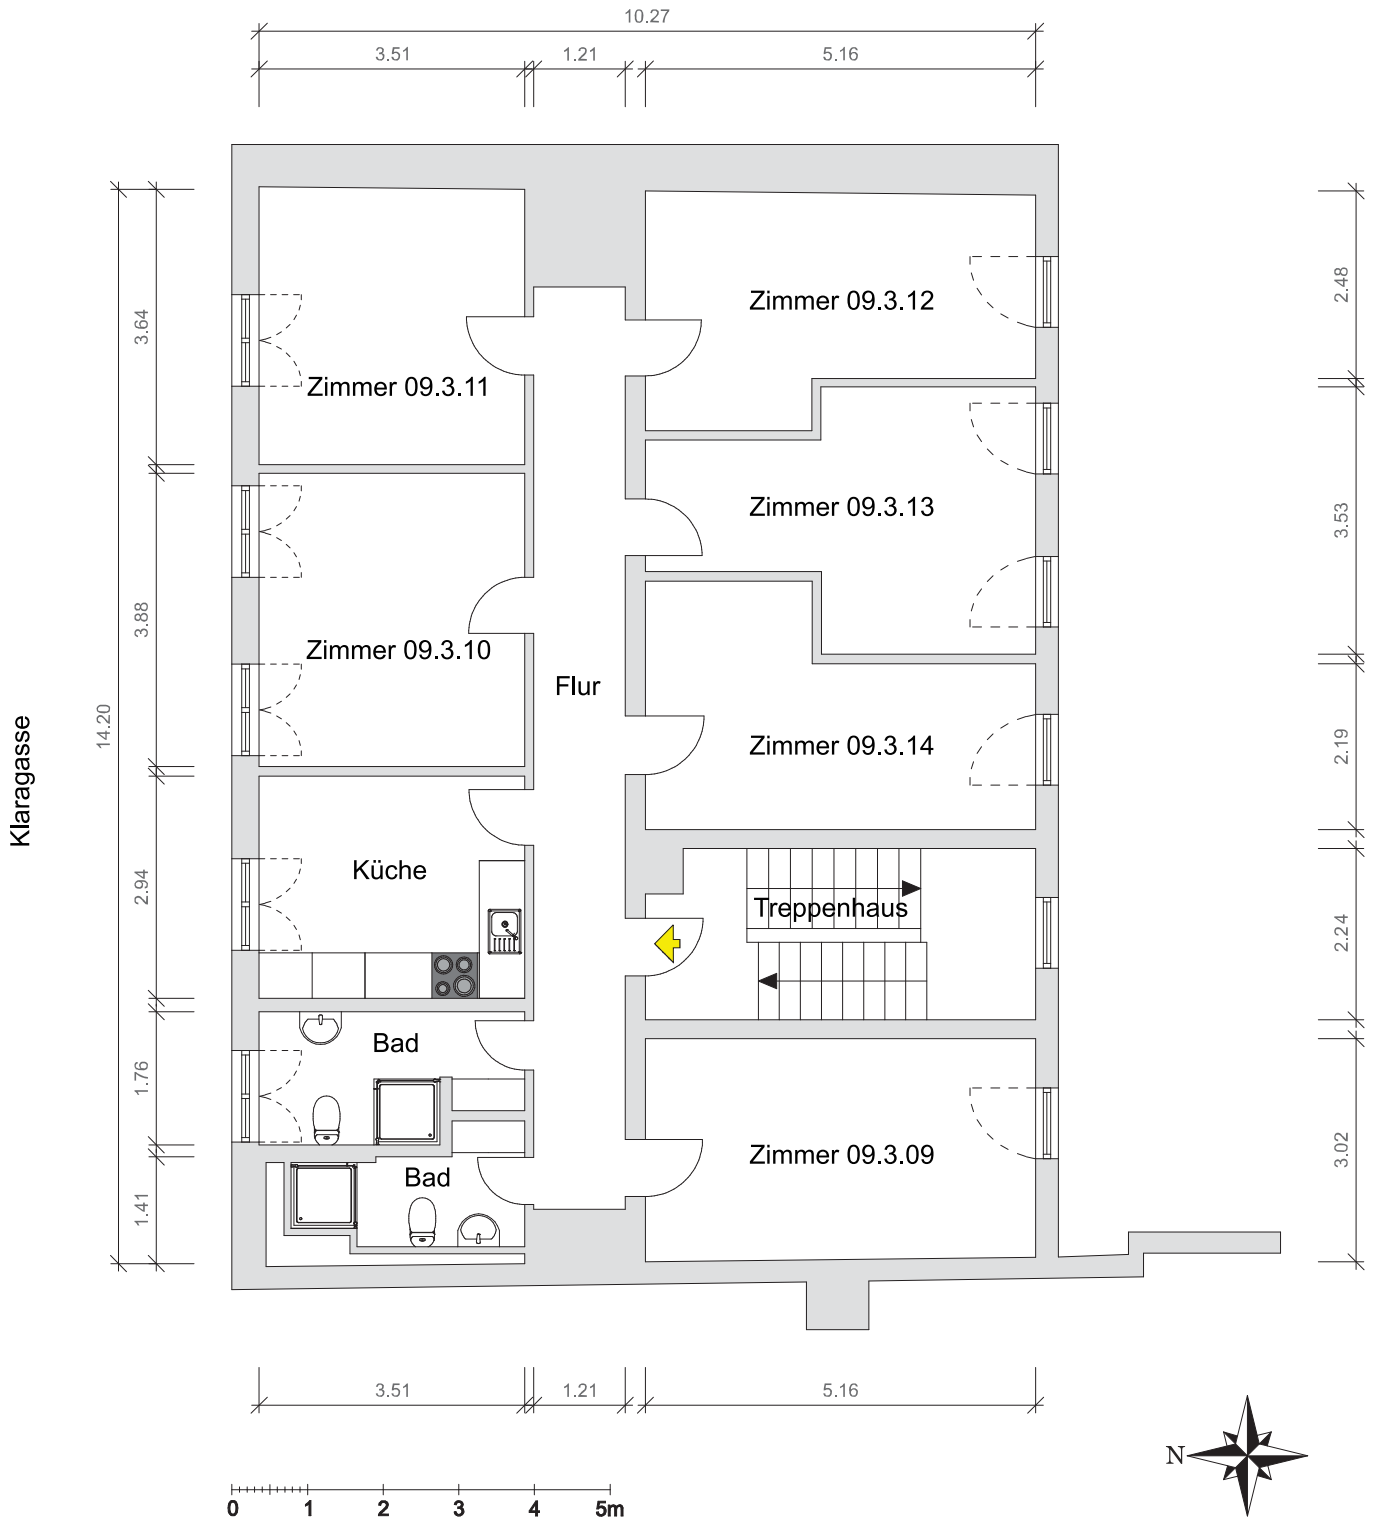 10.27
3.51
1.21
5.16
Zimmer 09.3.12
2.48
3.64
Zimmer 09.3.11
Zimmer 09.3.13
3.53
3.88
Zimmer 09.3.10
Flur
14.20
Zimmer 09.3.14
2.19
Klaragasse
Küche
2.94
Treppenhaus
2.24
Bad
1.76
Zimmer 09.3.09
3.02
Bad
1.41
3.51
1.21
5.16
N
0 1 2 3 4 5m